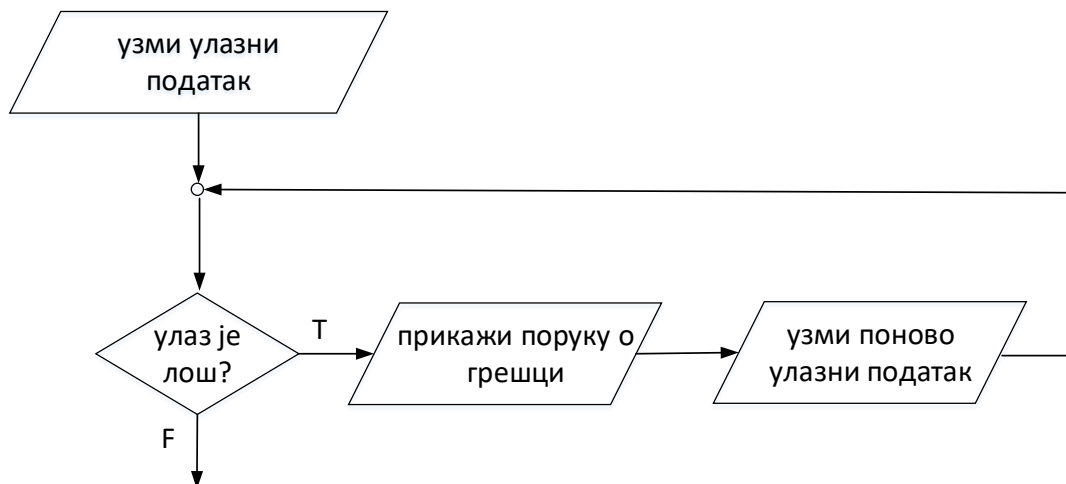 узми улазни
податак
улаз је
лош?
T
прикажи поруку о
грешци
узми поново
улазни податак
F